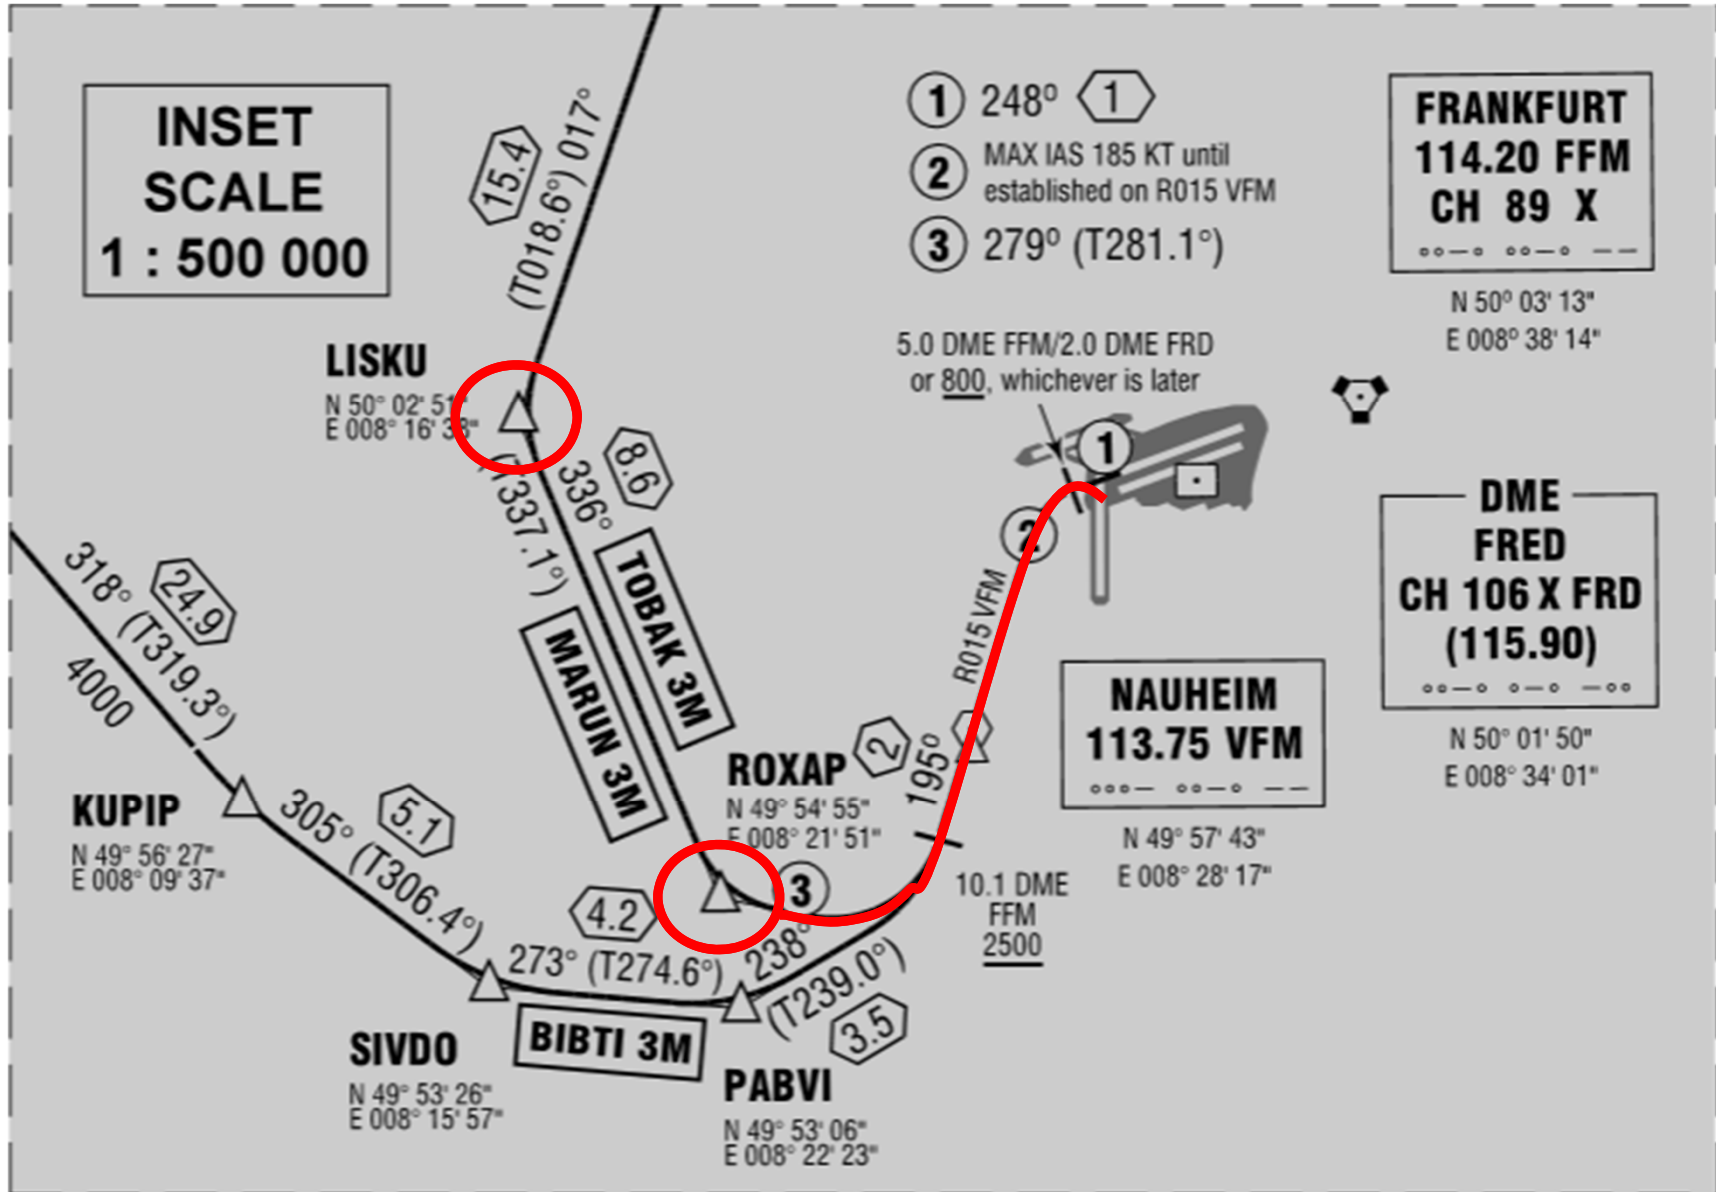 INSET
SCALE
1 : 500 000
15.4
(T018.6°) 017°
1 248º 1
2 MAX IAS 185 KT until
established on R015 VFM
3 279º (T281.1°)
FRANKFURT
114.20 FFM
CH 89 X
N 50º 03' 13"
E 008º 38' 14"
5.0 DME FFM/2.0 DME FRD
or 800, whichever is later
LISKU
N 50° 02' 51"
E 008° 16' 38"
8.6
336°
(T337.1°)
TOBAK 3M
MARUN 3M
1
2
R015 VFM
DME
FRED
CH 106 X FRD
(115.90)
N 50° 01' 50"
E 008° 34' 01"
NAUHEIM
113.75 VFM
N 49° 57' 43"
E 008° 28' 17"
24.9
318° (T319.3°)
4000
ROXAP
N 49° 54' 55"
E 008° 21' 51"
2
195º
3
10.1 DME
FFM
2500
KUPIP
N 49° 56' 27"
E 008° 09' 37"
5.1
305° (T306.4°)
4.2
273° (T274.6°)
238°
(T239.0°)
3.5
BIBTI 3M
SIVDO
N 49° 53' 26"
E 008° 15' 57"
PABVI
N 49° 53' 06"
E 008° 22' 23"